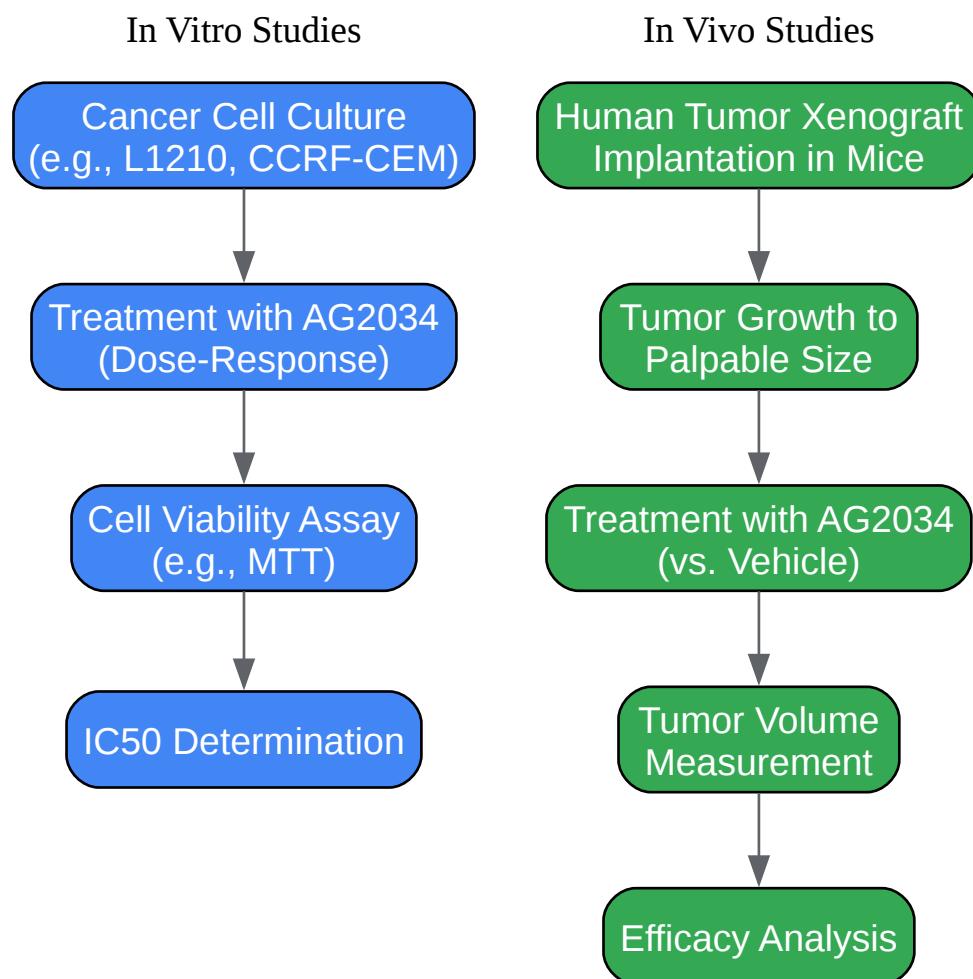 In Vitro Studies
Cancer Cell Culture
(e.g., L1210, CCRF-CEM)
Treatment with AG2034
(Dose-Response)
Cell Viability Assay
(e.g., MTT)
IC50 Determination
In Vivo Studies
Human Tumor Xenograft
Implantation in Mice
Tumor Growth to
Palpable Size
Treatment with AG2034
(vs. Vehicle)
Tumor Volume
Measurement
Efficacy Analysis